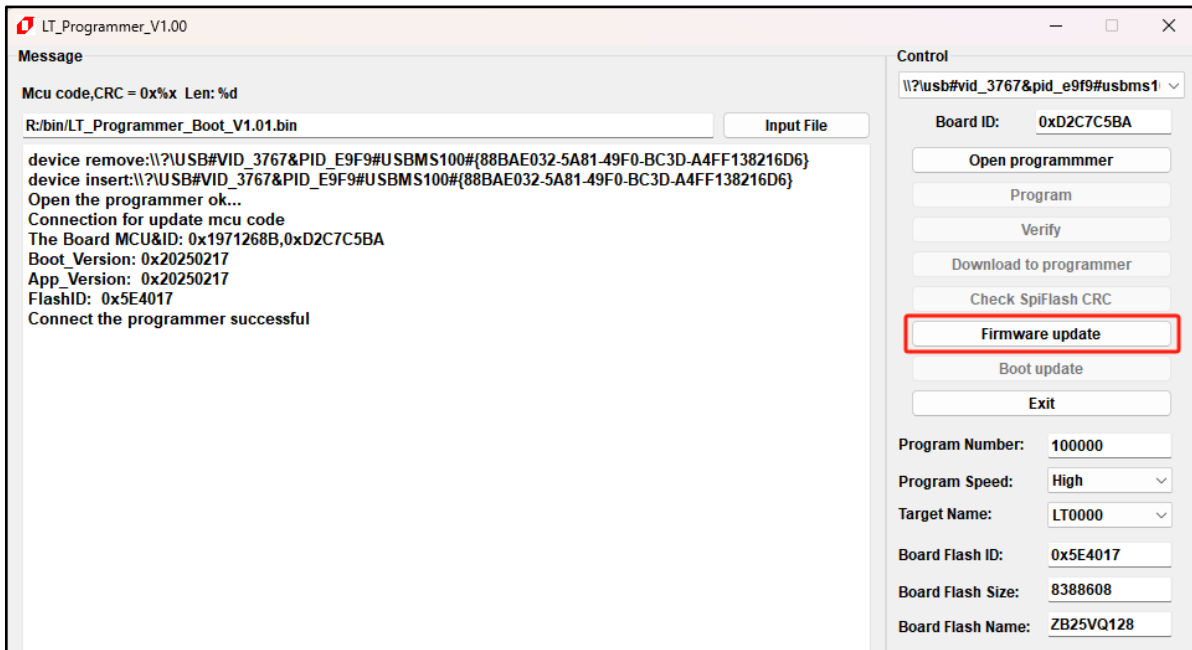 LT_Programmer_V1.00
Message
Mcu code,CRC = 0x%x  Len: %d
R:/bin/LT_Programmer_Boot_V1.01.bin
Input File
device remove:\\?\USB#VID_3767&PID_E9F9#USBMS100#{88BAE032-5A81-49F0-BC3D-A4FF138216D6}
device insert:\\?\USB#VID_3767&PID_E9F9#USBMS100#{88BAE032-5A81-49F0-BC3D-A4FF138216D6}
Open the programmer ok...
Connection for update mcu code
The Board MCU&ID: 0x1971268B,0xD2C7C5BA
Boot_Version: 0x20250217
App_Version:  0x20250217
FlashID:  0x5E4017
Connect the programmer successful
Control
\\?\usb#vid_3767&pid_e9f9#usbms1
Board ID: 0xD2C7C5BA
Open programmmer
Program
Verify
Download to programmer
Check SpiFlash CRC
Firmware update
Boot update
Exit
Program Number: 100000
Program Speed: High
Target Name: LT0000
Board Flash ID: 0x5E4017
Board Flash Size: 8388608
Board Flash Name: ZB25VQ128